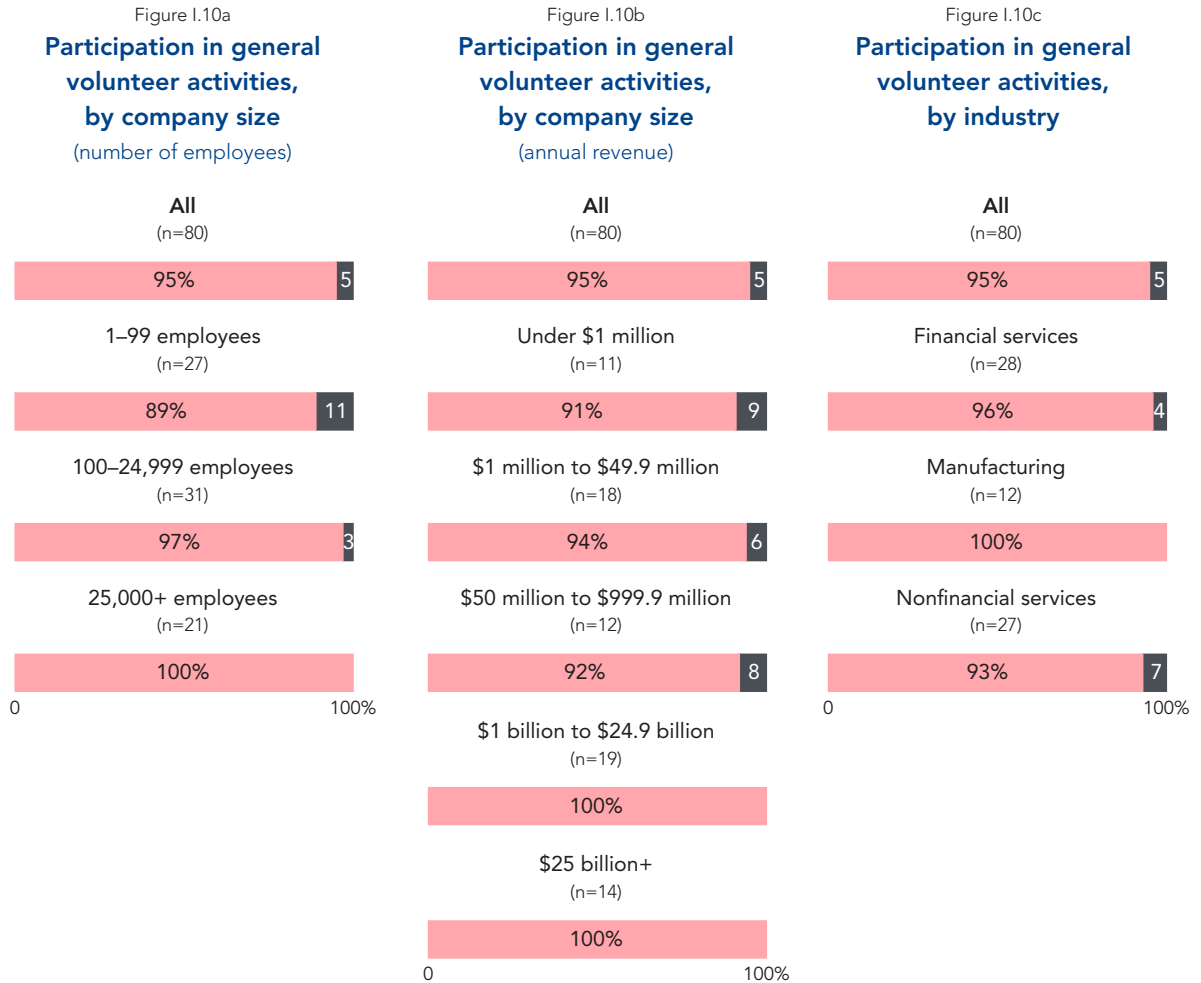 Figure I.10a
Participation in general
volunteer activities,
by company size
(number of employees)
All
(n=80)
95% 5
1–99 employees
(n=27)
89% 11
100–24,999 employees
(n=31)
97% 3
25,000+ employees
(n=21)
100%
0 100%
Figure I.10b
Participation in general
volunteer activities,
by company size
(annual revenue)
All
(n=80)
95% 5
Under $1 million
(n=11)
91% 9
$1 million to $49.9 million
(n=18)
94% 6
$50 million to $999.9 million
(n=12)
92% 8
$1 billion to $24.9 billion
(n=19)
100%
$25 billion+
(n=14)
100%
0 100%
Figure I.10c
Participation in general
volunteer activities,
by industry
All
(n=80)
95% 5
Financial services
(n=28)
96% 4
Manufacturing
(n=12)
100%
Nonfinancial services
(n=27)
93% 7
0 100%